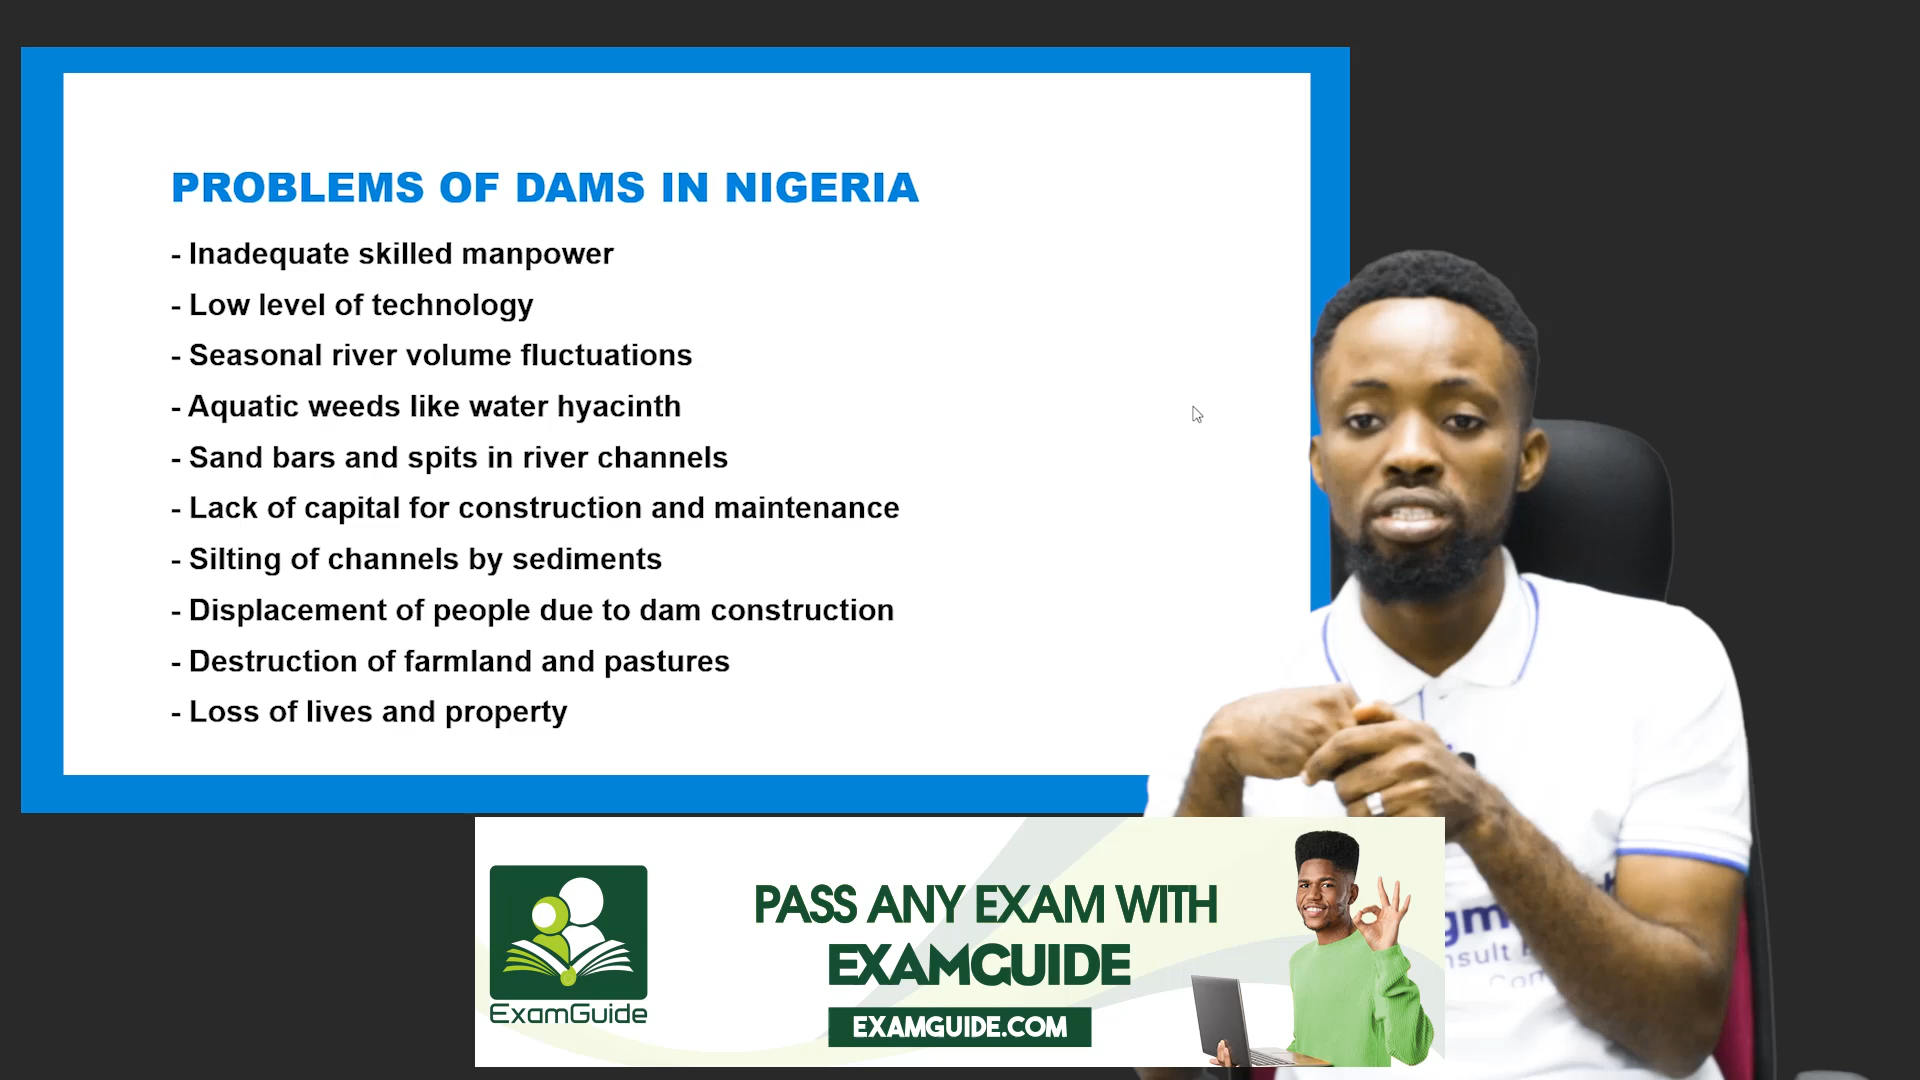 PROBLEMS OF DAMS IN NIGERIA
- Inadequate skilled manpower
- Low level of technology
- Seasonal river volume fluctuations
- Aquatic weeds like water hyacinth
- Sand bars and spits in river channels
- Lack of capital for construction and maintenance
- Silting of channels by sediments
- Displacement of people due to dam construction
- Destruction of farmland and pastures
- Loss of lives and property
ExamGuide
PASS ANY EXAM WITH
EXAMGUIDE
EXAMGUIDE.COM